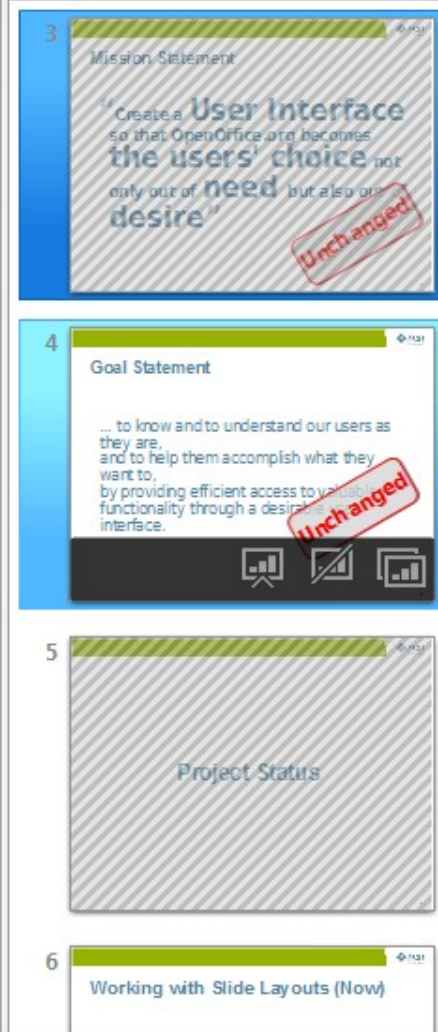 3
Mission Statement
"Create a User Interface
so that OpenOffice.org becomes
the users' choice not
only out of need but also out
desire"
Unchanged
4
Goal Statement
... to know and to understand our users as
they are,
and to help them accomplish what they
want to,
by providing efficient access to valuable
functionality through a desirable
interface.
Unchanged
5
Project Status
6
Working with Slide Layouts (Now)